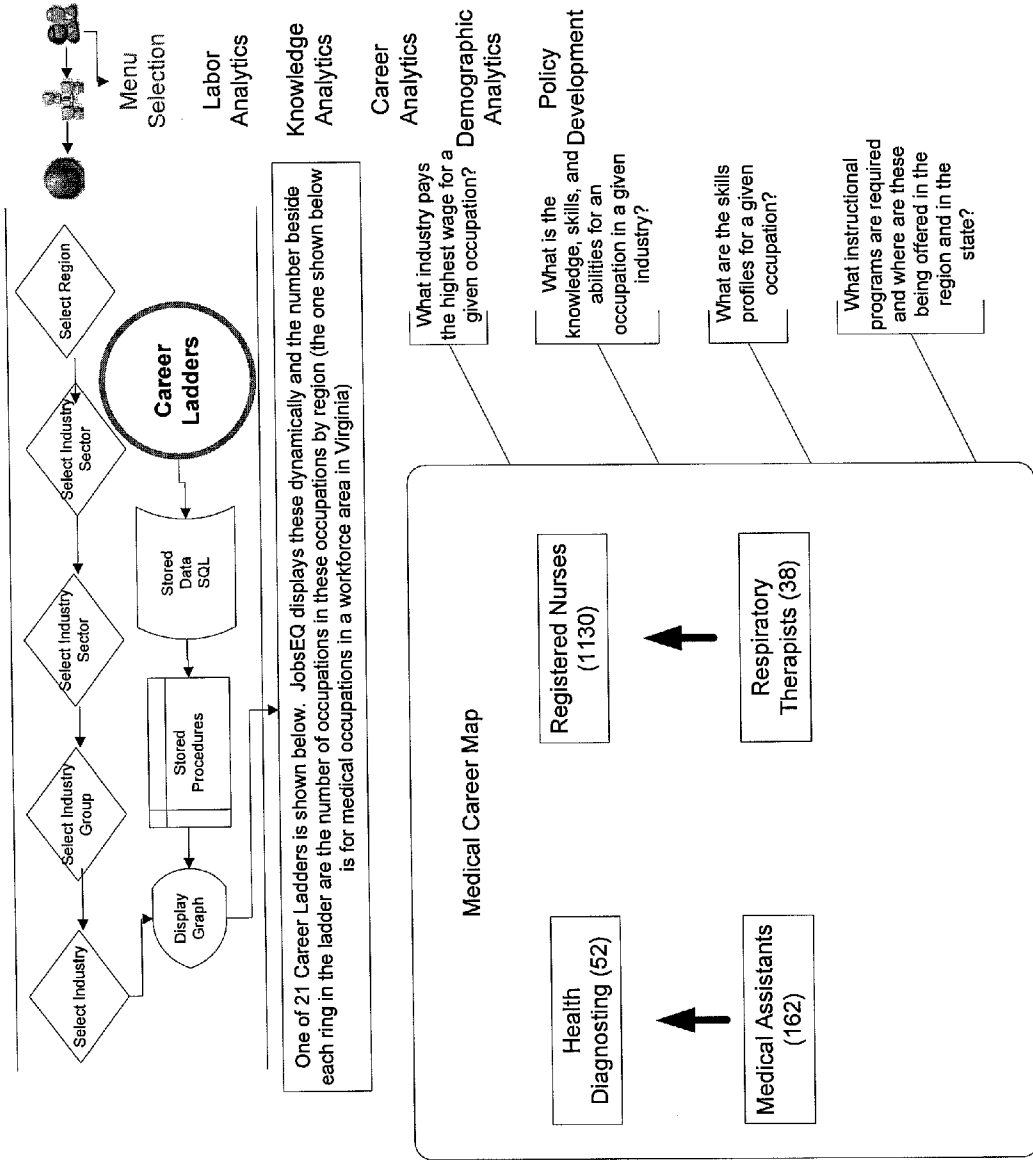 Menu
Selection
Labor
Analytics
Knowledge
Analytics
Career
Analytics
Demographic
Analytics
Policy
Development
Select Region
Select Industry
Sector
Select Industry
Sector
Select Industry
Group
Select Industry
Career
Ladders
Stored
Data
SQL
Stored
Procedures
Display
Graph
One of 21 Career Ladders is shown below. JobsEQ displays these dynamically and the number beside
each ring in the ladder are the number of occupations in these occupations by region (the one shown below
is for medical occupations in a workforce area in Virginia)
Medical Career Map
Health
Diagnosting (52)
Registered Nurses
(1130)
Medical Assistants
(162)
Respiratory
Therapists (38)
What industry pays
the highest wage for a
given occupation?
What is the
knowledge, skills, and
abilities for an
occupation in a given
industry?
What are the skills
profiles for a given
occupation?
What instructional
programs are required
and where are these
being offered in the
region and in the
state?